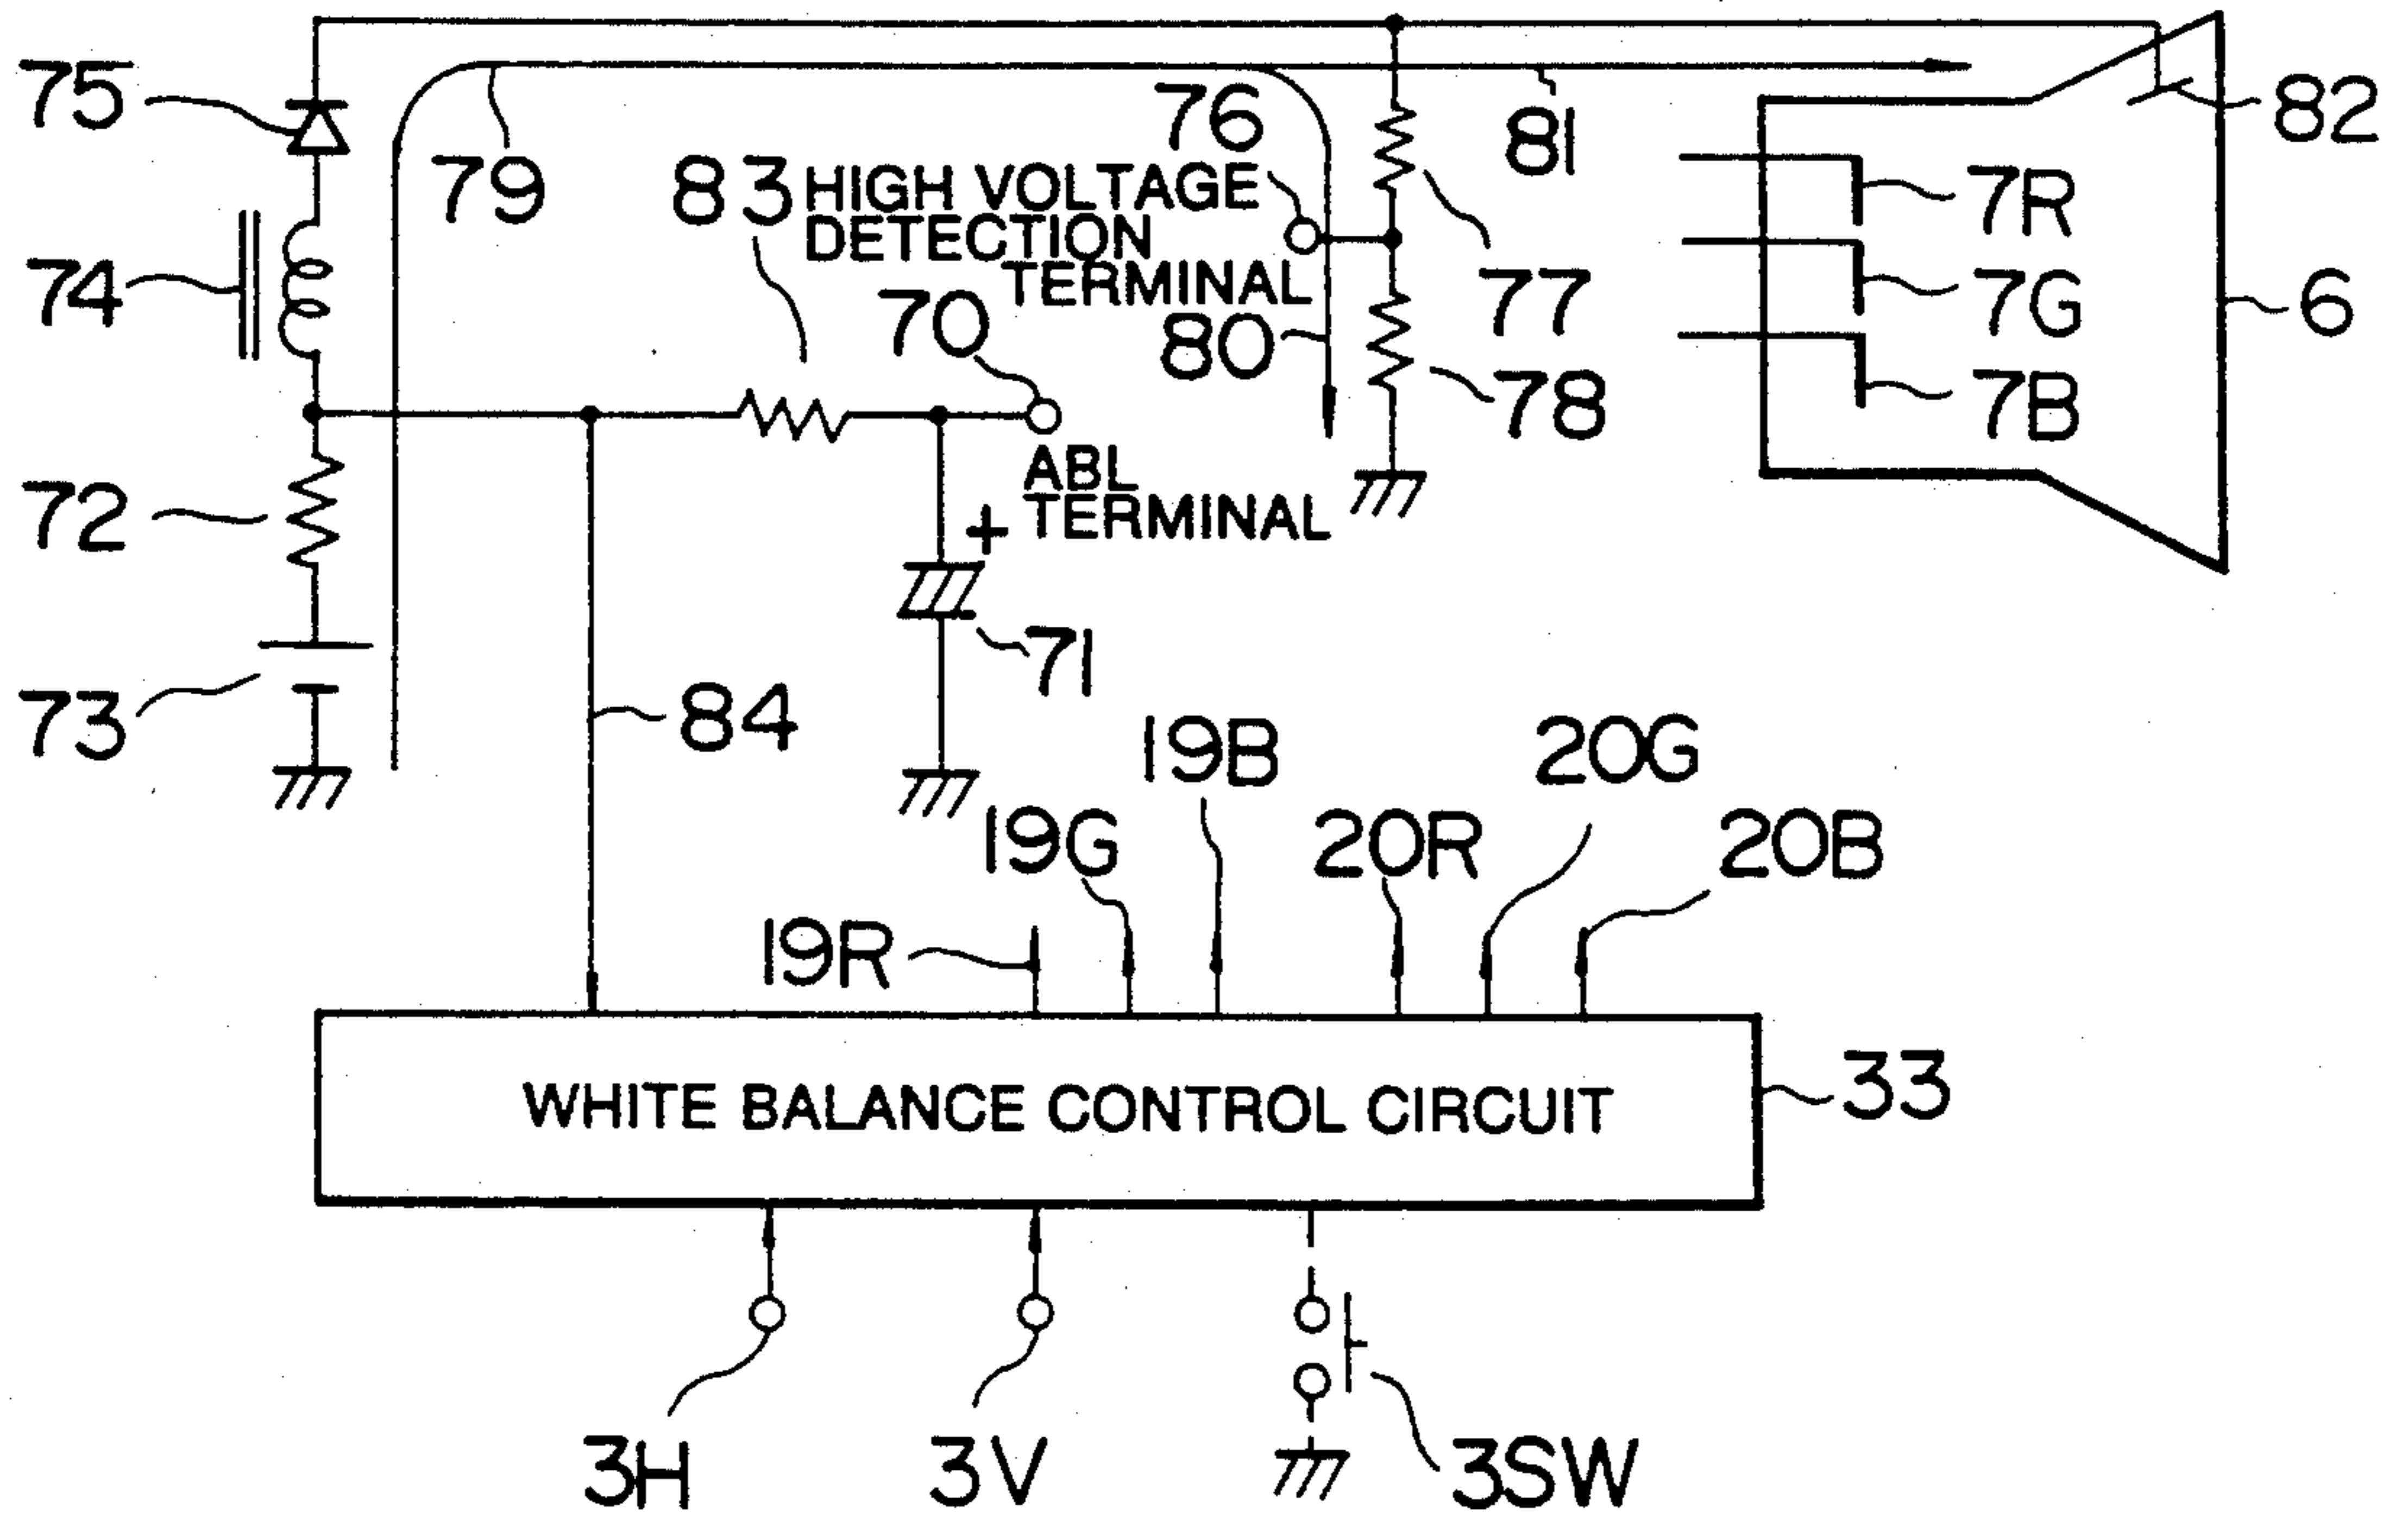 75
82
76
81
79
83
HIGH VOLTAGE
DETECTION
TERMINAL
7R
74
70
80
77
7G
6
78
7B
ABL
TERMINAL
72
+
71
73
84
19B
20G
19G
20R
20B
19R
WHITE BALANCE CONTROL CIRCUIT
33
3H
3V
3SW